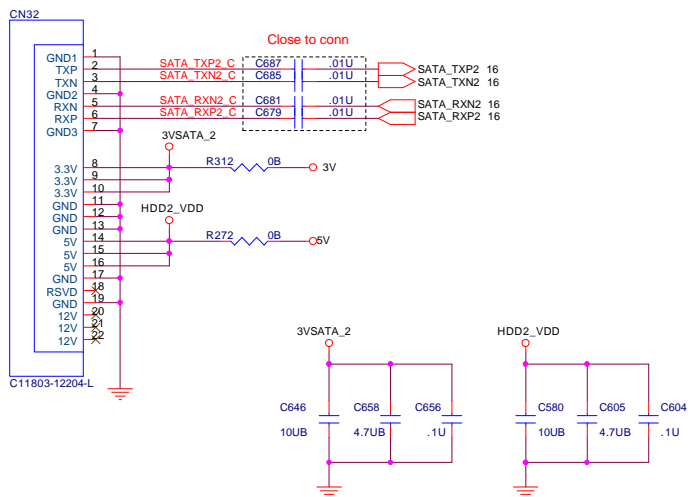 CN32
Close to conn
GND1 1
TXP 2 SATA_TXP2_C C687 .01U SATA_TXP2 16
TXN 3 SATA_TXN2_C C685 .01U SATA_TXN2 16
GND2 4
RXN 5 SATA_RXN2_C C681 .01U SATA_RXN2 16
RXP 6 SATA_RXP2_C C679 .01U SATA_RXP2 16
GND3 7
3VSATA_2
3.3V 8 R312 0B 3V
3.3V 9
3.3V 10
GND 11
GND 12
HDD2_VDD
GND 13
5V 14 R272 0B 5V
5V 15
5V 16
GND 17
RSVD 18
GND 19
12V 20
12V 21
12V 22
C11803-12204-L
3VSATA_2 HDD2_VDD
C646 C658 C656 C580 C605 C604
10UB 4.7UB .1U 10UB 4.7UB .1U